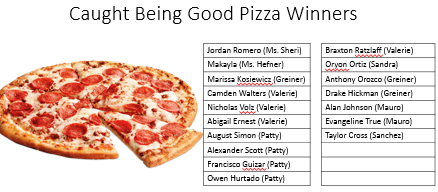 Caught Being Good Pizza Winners
Jordan Romero (Ms. Sheri)
Makayla (Ms. Hefner)
Marissa Kosiewicz (Greiner)
Camden Walters (Valerie)
Nicholas Vols (Valerie)
Abigail Ernest (Valerie)
August Simon (Patty)
Alexander Scott (Patty)
Francisco Guizar (Patty)
Owen Hurtado (Patty)
Braxton Ratzlaff (Valerie)
Oryon Ortiz (Sandra)
Anthony Orozco (Greiner)
Drake Hickman (Greiner)
Alan Johnson (Mauro)
Evangeline True (Mauro)
Taylor Cross (Sanchez)